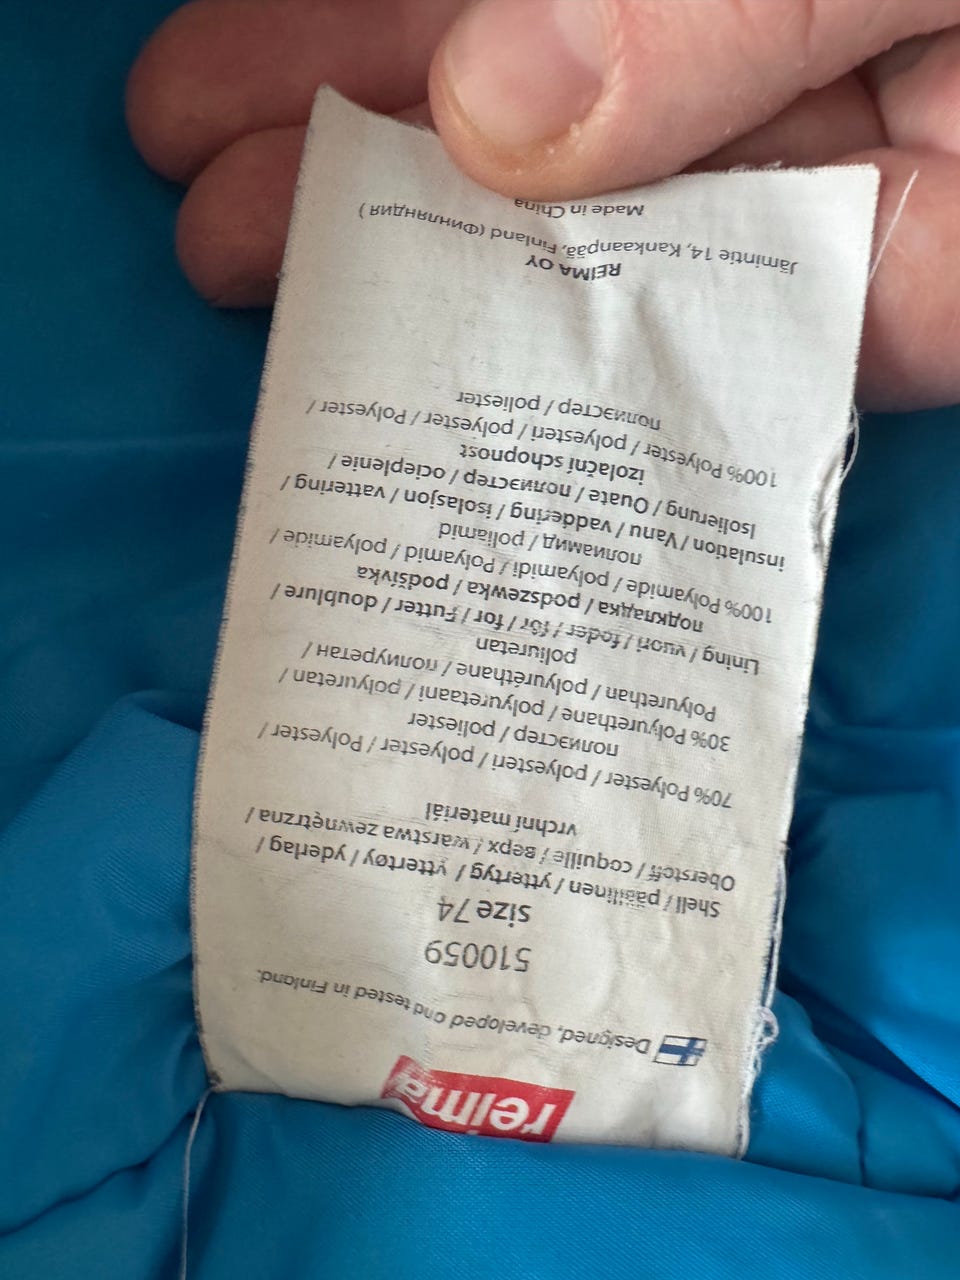 reima
Designed, developed and tested in Finland.
510059
size 74
Shell / päällinen / yttertyg / yttertøy / yderlag /
Oberstoff / coquille / верх / warstwa zewnętrzna /
vrchní materiál
70% Polyester / polyesteri / polyester / Polyester /
полиэстер / poliester
30% Polyurethane / polyuretaani / polyuretan /
Polyurethan / polyuréthane / полиуретан /
poliuretan
Lining / vuori / foder / för / for / Futter / doublure /
подкладка / podszewka / podšívka
100% Polyamide / polyamidi / Polyamid / polyamide /
полиамид / poliamid
insulation / Vanu / vaddering / isolasjon / vattering /
Isolierung / Ouate / полиэстер / ocieplenie /
izolační schopnost
100% Polyester / polyesteri / polyester / Polyester /
полиэстер / poliester
REIMA OY
Jämintie 14, Kankaanpää, Finland (Финляндия )
Made in China